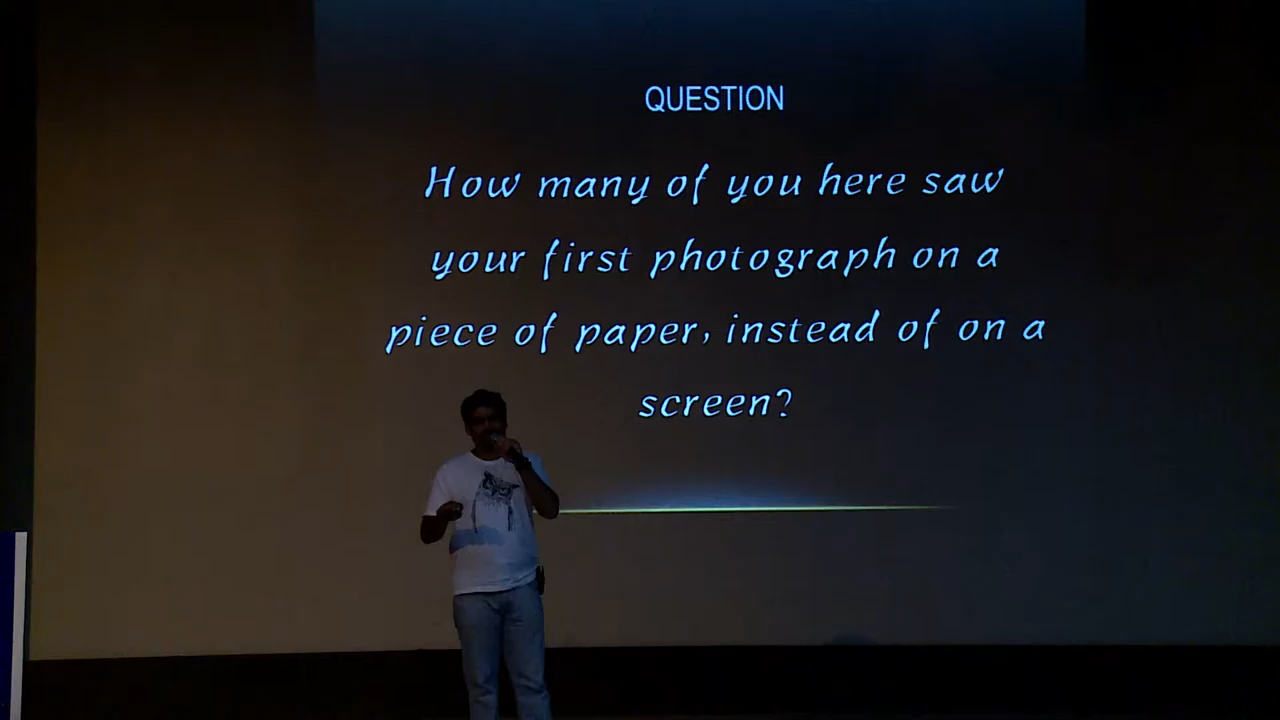 QUESTION
How many of you here saw
your first photograph on a
piece of paper, instead of on a
screen?